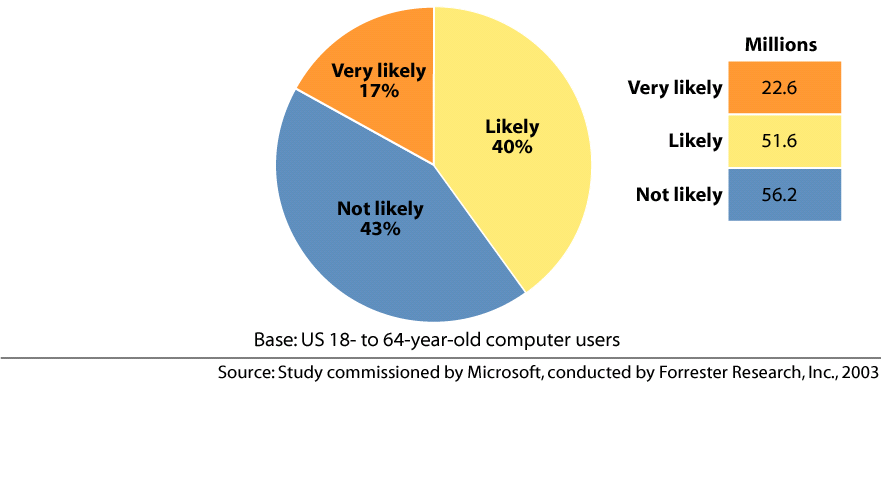 Very likely
17%
Likely
40%
Not likely
43%
Millions
Very likely 22.6
Likely 51.6
Not likely 56.2
Base: US 18- to 64-year-old computer users
Source: Study commissioned by Microsoft, conducted by Forrester Research, Inc., 2003